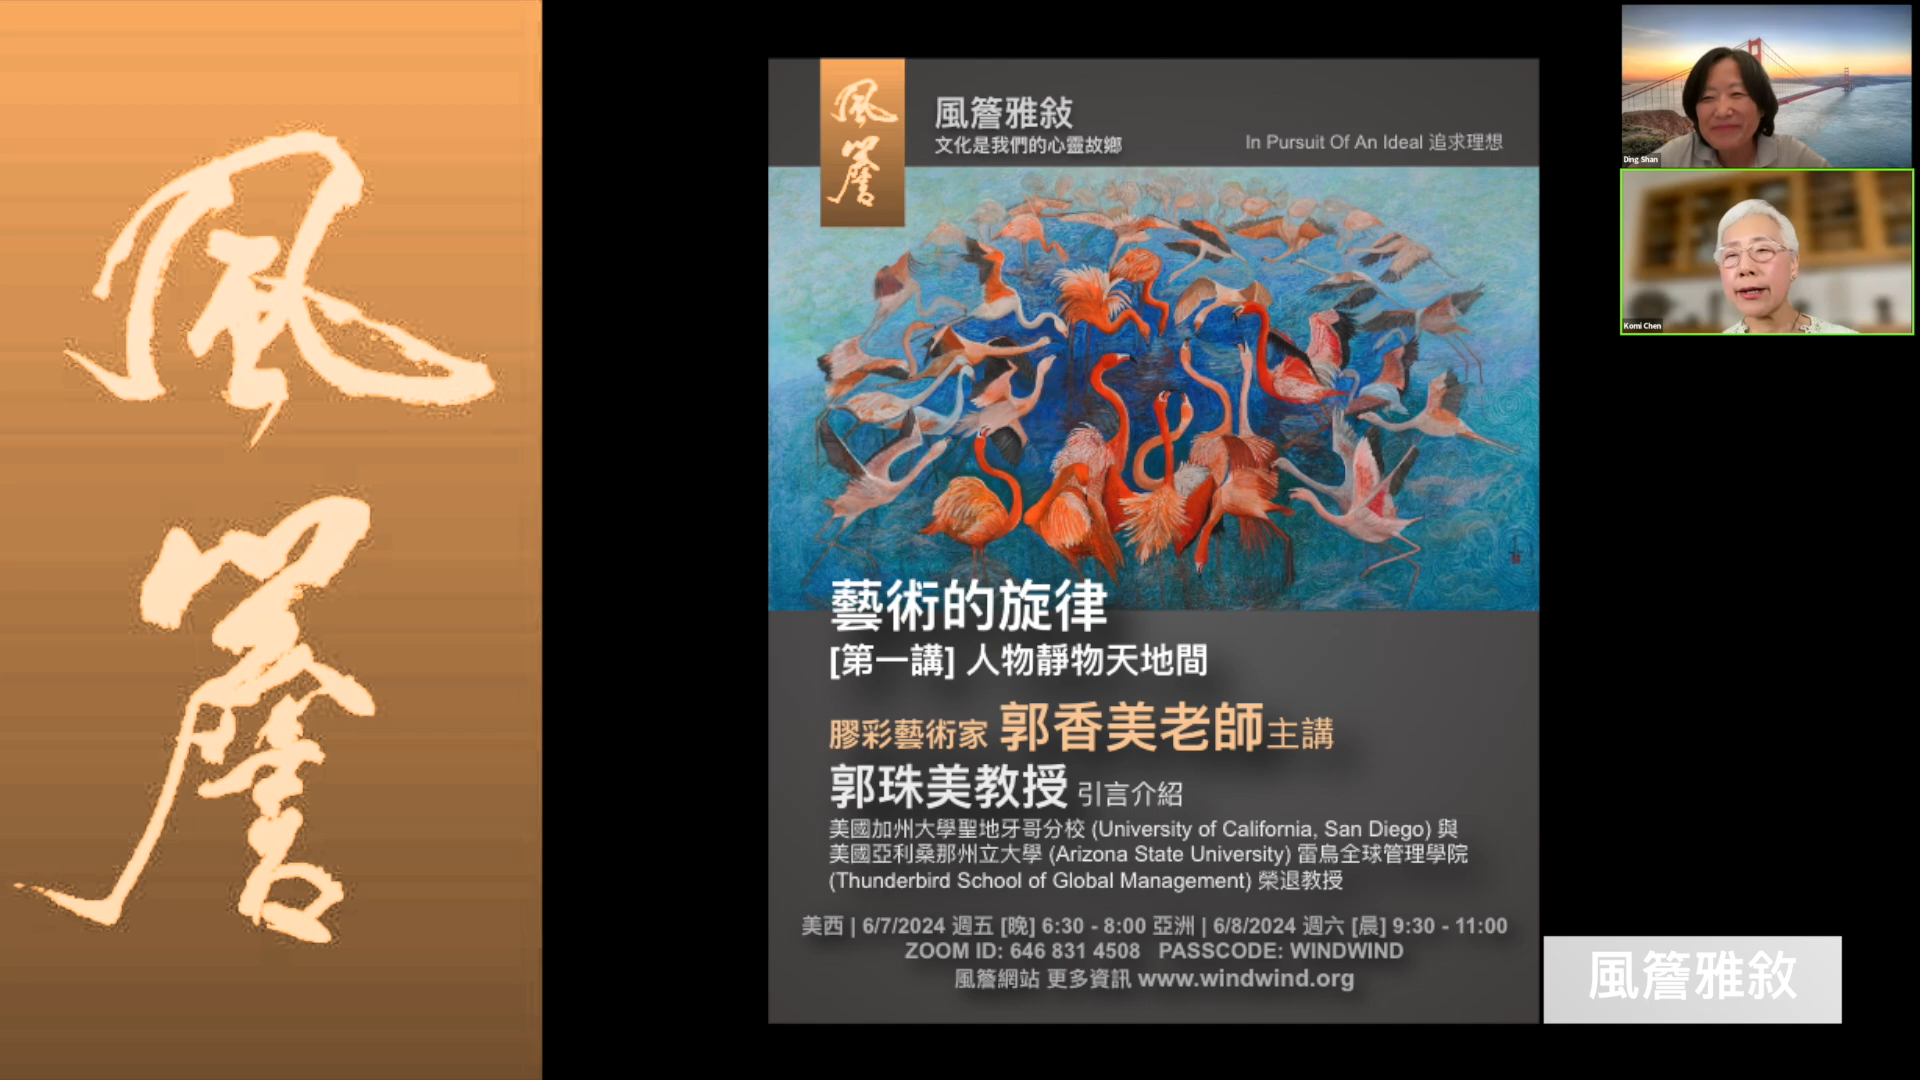 風簷
風簷
風簷雅敍
文化是我們的心靈故鄉
In Pursuit Of An Ideal 追求理想
藝術的旋律
[第一講] 人物靜物天地間
膠彩藝術家 郭香美老師主講
郭珠美教授 引言介紹
美國加州大學聖地牙哥分校 (University of California, San Diego) 與
美國亞利桑那州立大學 (Arizona State University) 雷鳥全球管理學院
(Thunderbird School of Global Management) 榮退教授
美西 | 6/7/2024 週五 [晚] 6:30 - 8:00 亞洲 | 6/8/2024 週六 [晨] 9:30 - 11:00
ZOOM ID: 646 831 4508 PASSCODE: WINDWIND
風簷網站 更多資訊 www.windwind.org
Ding Shan
Komi Chen
風簷雅敘